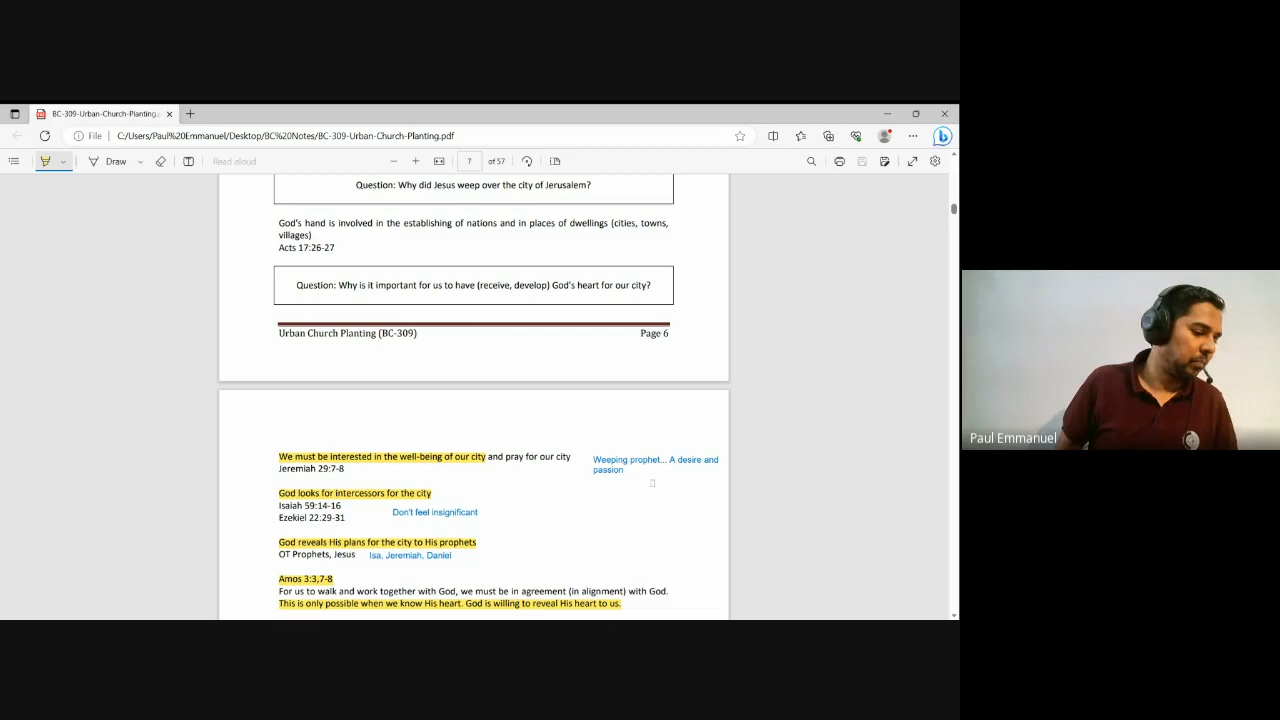 BC-309-Urban-Church-Planting.
File
C:/Users/Paul%20Emmanuel/Desktop/BC%20Notes/BC-309-Urban-Church-Planting.pdf
Draw
Read aloud
7
of 57
Question: Why did Jesus weep over the city of Jerusalem?
God's hand is involved in the establishing of nations and in places of dwellings (cities, towns,
villages)
Acts 17:26-27
Question: Why is it important for us to have (receive, develop) God's heart for our city?
Urban Church Planting (BC-309)
Page 6
We must be interested in the well-being of our city and pray for our city
Jeremiah 29:7-8
Weeping prophet... A desire and
passion
God looks for intercessors for the city
Isaiah 59:14-16
Ezekiel 22:29-31
Don't feel insignificant
God reveals His plans for the city to His prophets
OT Prophets, Jesus
Isa, Jeremiah, Daniel
Amos 3:3,7-8
For us to walk and work together with God, we must be in agreement (in alignment) with God.
This is only possible when we know His heart. God is willing to reveal His heart to us.
Paul Emmanuel